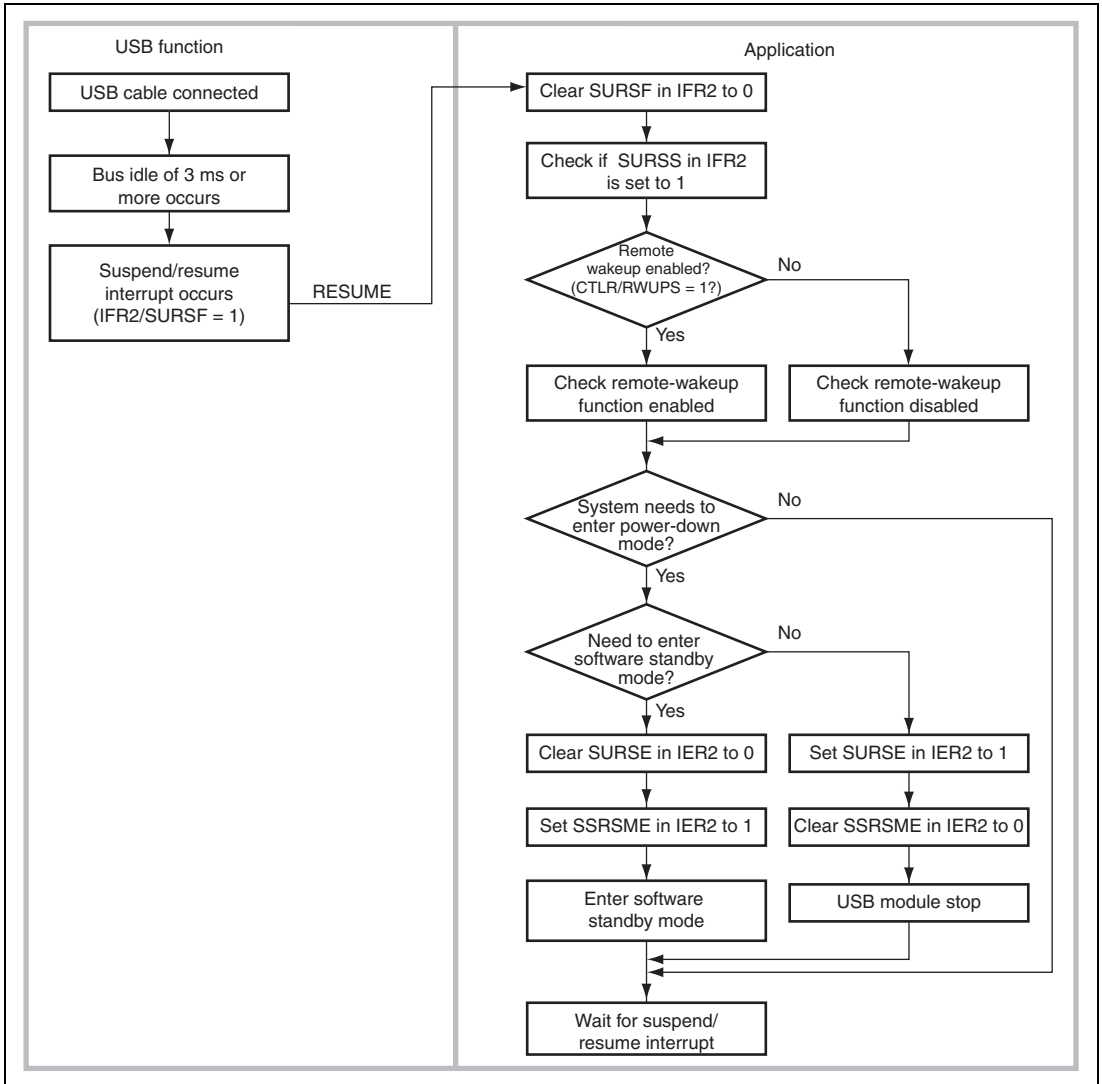 USB function
USB cable connected
Bus idle of 3 ms or
more occurs
Suspend/resume
interrupt occurs
(IFR2/SURSF = 1)
RESUME
Application
Clear SURSF in IFR2 to 0
Check if SURSS in IFR2
is set to 1
Remote
wakeup enabled?
(CTLR/RWUPS = 1?)
No
Yes
Check remote-wakeup
function enabled
Check remote-wakeup
function disabled
System needs to
enter power-down
mode?
No
Yes
Need to enter
software standby
mode?
No
Yes
Clear SURSE in IER2 to 0
Set SURSE in IER2 to 1
Set SSRSME in IER2 to 1
Clear SSRSME in IER2 to 0
Enter software
standby mode
USB module stop
Wait for suspend/
resume interrupt